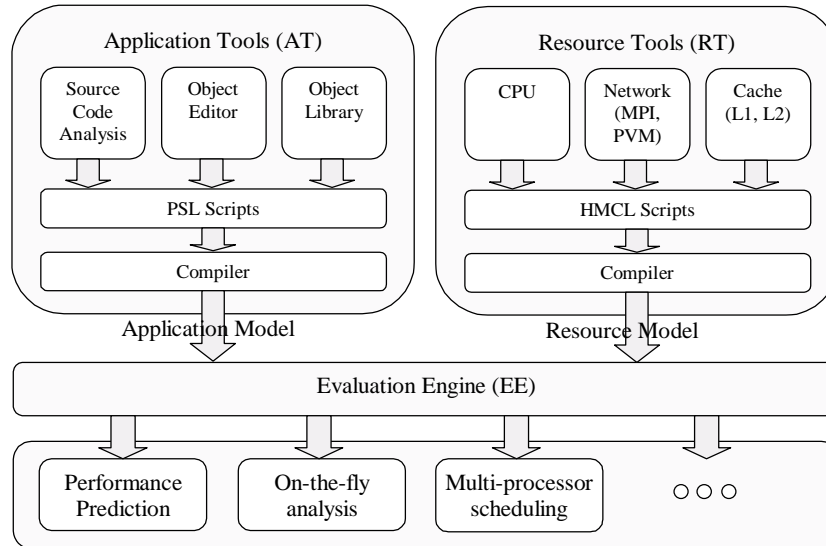 Application Tools (AT)
Source
Code
Analysis
Object
Editor
Object
Library
PSL Scripts
Compiler
Application Model
Resource Tools (RT)
CPU
Network
(MPI,
PVM)
Cache
(L1, L2)
HMCL Scripts
Compiler
Resource Model
Evaluation Engine (EE)
Performance
Prediction
On-the-fly
analysis
Multi-processor
scheduling